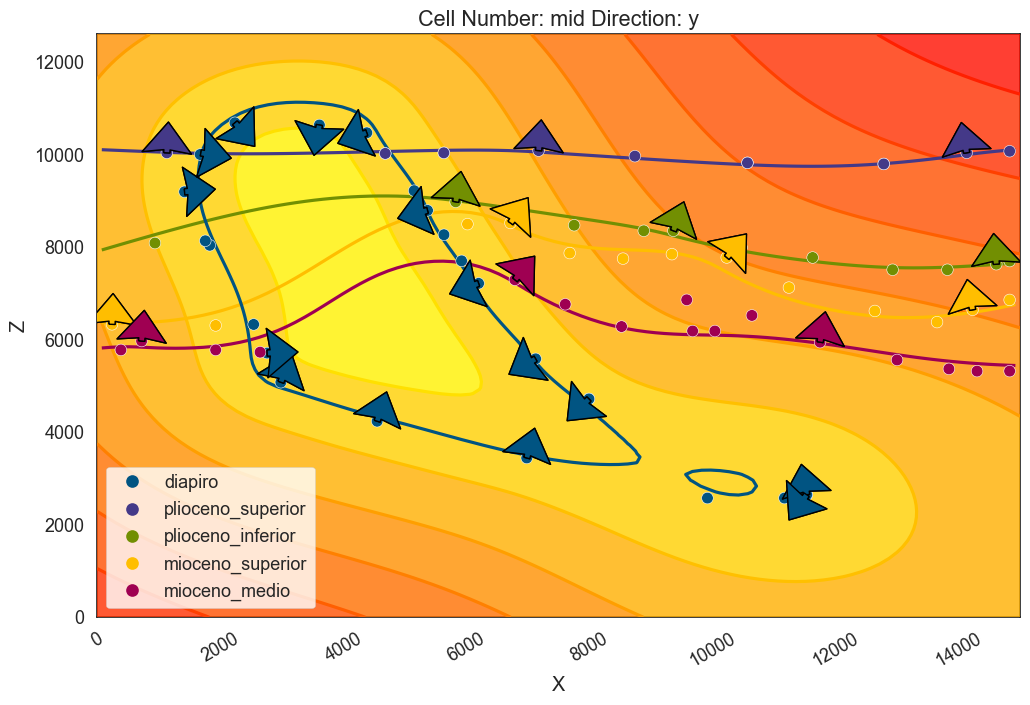 Cell Number: mid Direction: y
12000
10000
8000
6000
4000
2000
0
Z
diapiro
plioceno_superior
plioceno_inferior
mioceno_superior
mioceno_medio
0
2000
4000
6000
8000
10000
12000
14000
X